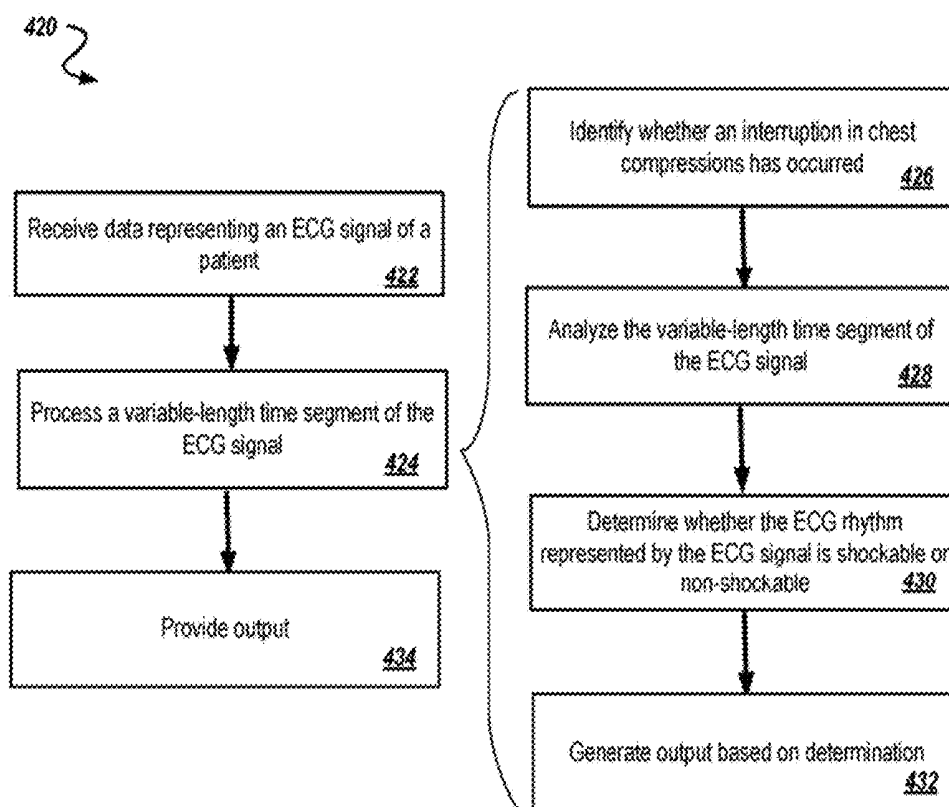 420
Receive data representing an ECG signal of a
patient
422
Process a variable-length time segment of the
ECG signal
424
Provide output
434
Identify whether an interruption in chest
compressions has occurred
426
Analyze the variable-length time segment of
the ECG signal
428
Determine whether the ECG rhythm
represented by the ECG signal is shockable or
non-shockable
430
Generate output based on determination
432